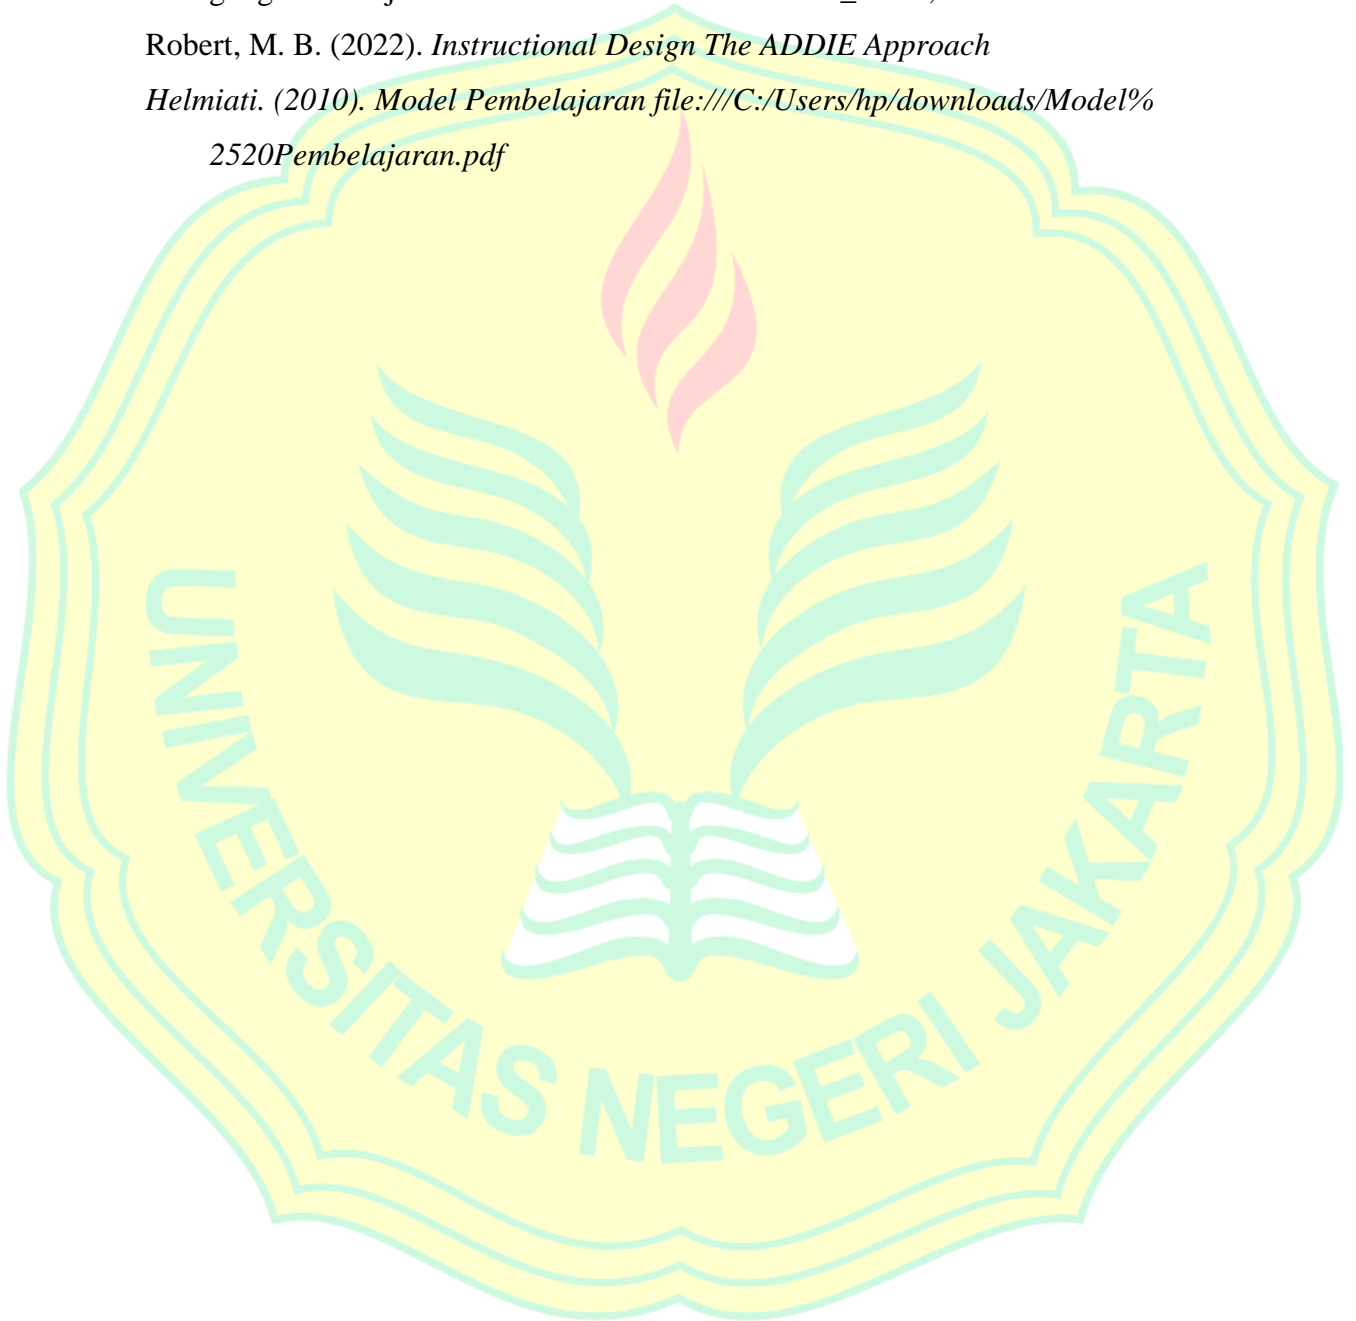 Robert, M. B. (2022). Instructional Design The ADDIE Approach
Helmiati. (2010). Model Pembelajaran file:///C:/Users/hp/downloads/Model%
2520Pembelajaran.pdf
UNIVERSITAS NEGERI JAKARTA